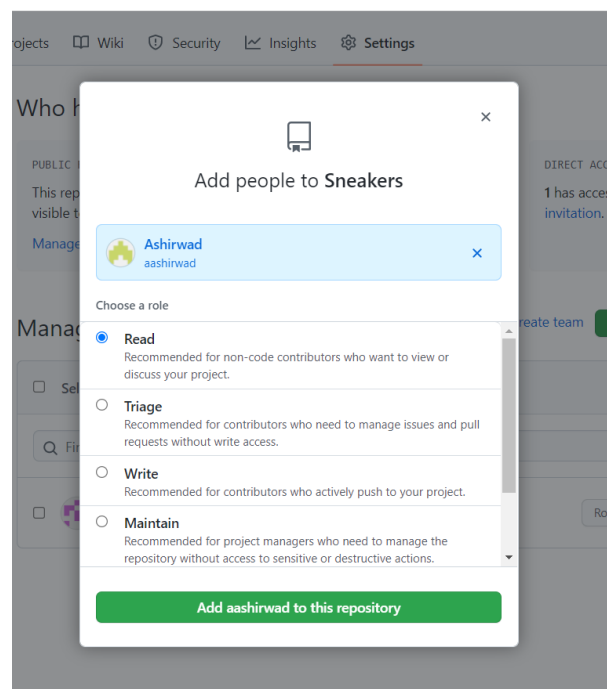 Wiki
Security
Insights
Settings
Who h
PUBLIC
This rep
visible t
Manage
DIRECT ACC
1 has acce
invitation.
Add people to Sneakers
Ashirwad
aashirwad
Choose a role
Read
Recommended for non-code contributors who want to view or
discuss your project.
Triage
Recommended for contributors who need to manage issues and pull
requests without write access.
Write
Recommended for contributors who actively push to your project.
Maintain
Recommended for project managers who need to manage the
repository without access to sensitive or destructive actions.
Add aashirwad to this repository
Manag
reate team
Sel
Fi
Ro